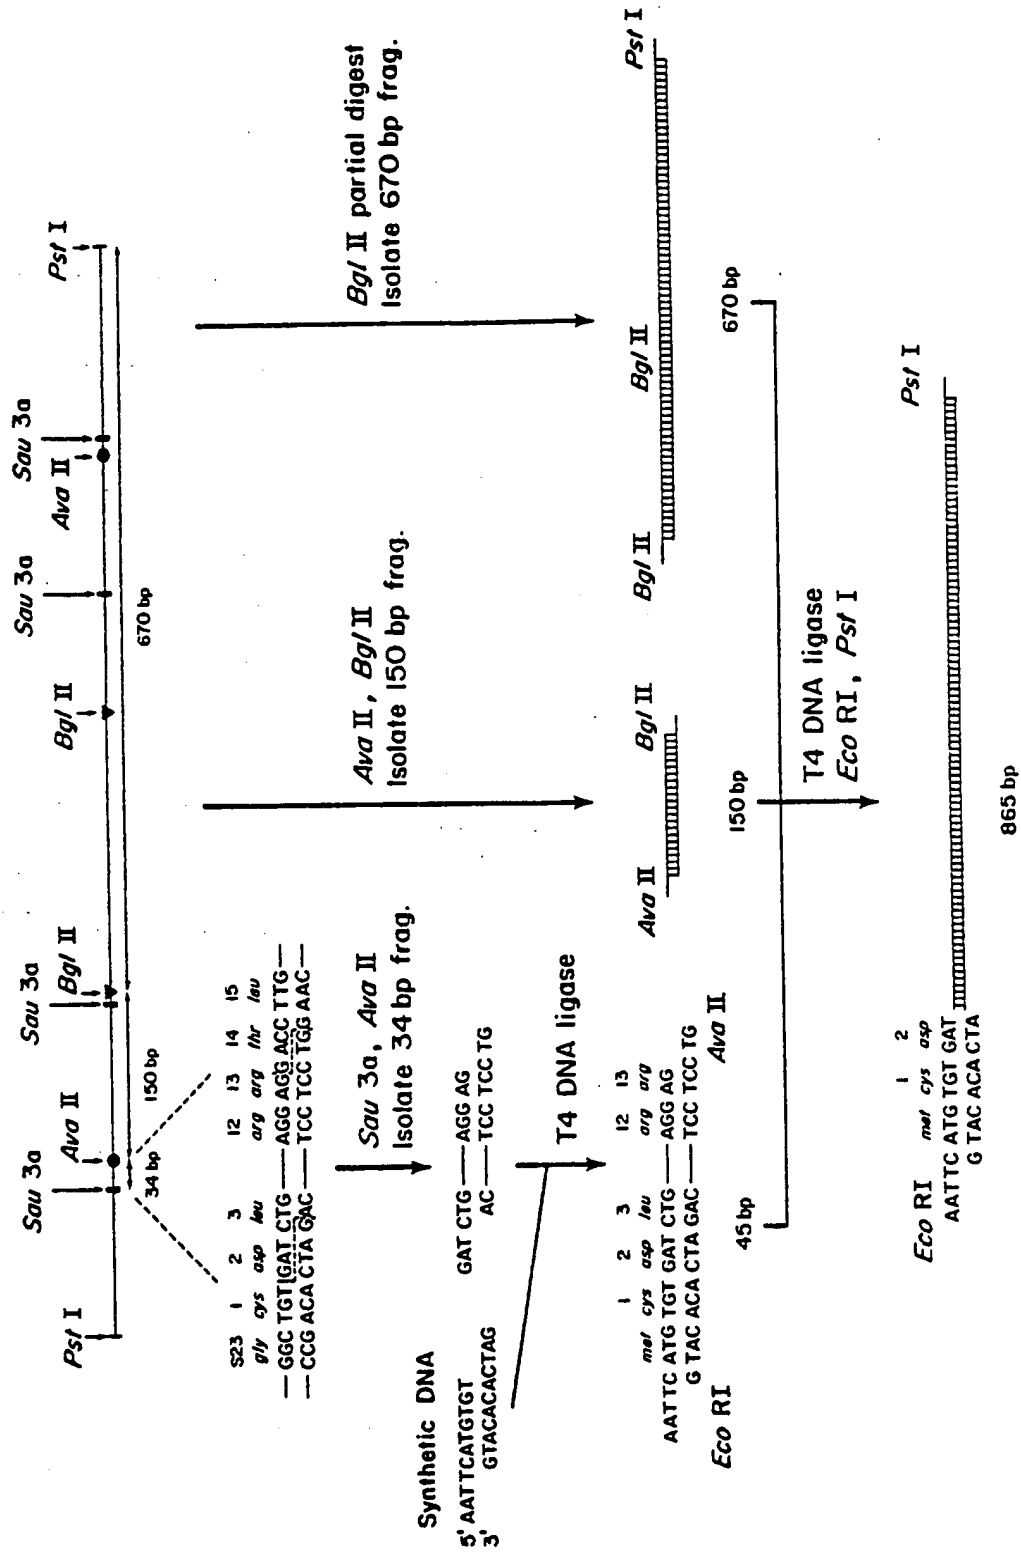 Pst I
Sau 3a
Ava II
Sau 3a
Bgl II
Bgl II
Sau 3a
Ava II
Sau 3a
Pst I
34 bp
150 bp
670 bp
S23 1 2 3 12 13 14 15
gly cys asp leu arg arg thr leu
— GGC TGT GAT CTG — AGG AGG ACC TTG —
— CCG ACA CTA GAC — TCC TCC TGG AAC —
Sau 3a, Ava II
Isolate 34 bp frag.
Ava II, Bgl II
Isolate 150 bp frag.
Bgl II partial digest
Isolate 670 bp frag.
Synthetic DNA
5' AATTCATGTGT
3' GTACACACTAG
GAT CTG — AGG AG
AC — TCC TCC TG
T4 DNA ligase
1 2 3 12 13
met cys asp leu arg arg
AATTC ATG TGT GAT CTG — AGG AG
G TAC ACA CTA GAC — TCC TCC TG
Eco RI
Ava II
Ava II
Bgl II
Bgl II
Bgl II
Pst I
45 bp
150 bp
670 bp
T4 DNA ligase
Eco RI, Pst I
1 2
Eco RI met cys asp
AATTC ATG TGT GAT
G TAC ACA CTA
Pst I
865 bp